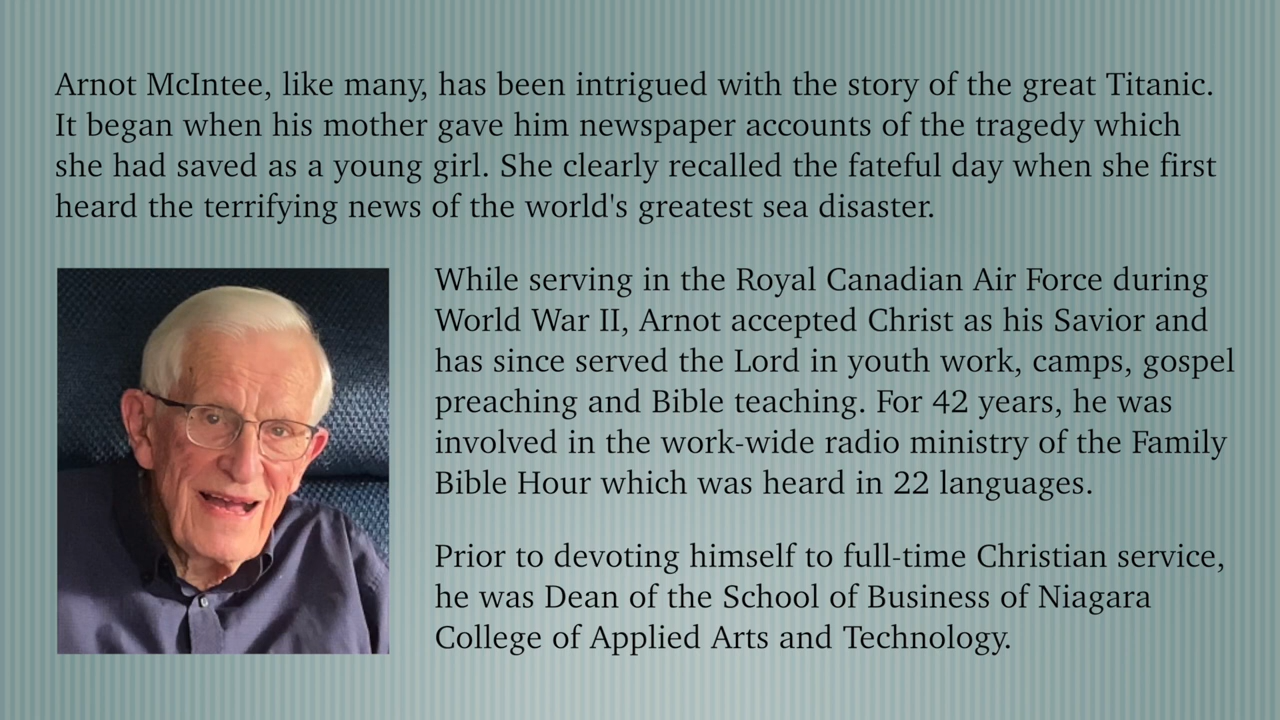 Arnot McIntee, like many, has been intrigued with the story of the great Titanic.
It began when his mother gave him newspaper accounts of the tragedy which
she had saved as a young girl. She clearly recalled the fateful day when she first
heard the terrifying news of the world's greatest sea disaster.
While serving in the Royal Canadian Air Force during
World War II, Arnot accepted Christ as his Savior and
has since served the Lord in youth work, camps, gospel
preaching and Bible teaching. For 42 years, he was
involved in the work-wide radio ministry of the Family
Bible Hour which was heard in 22 languages.
Prior to devoting himself to full-time Christian service,
he was Dean of the School of Business of Niagara
College of Applied Arts and Technology.